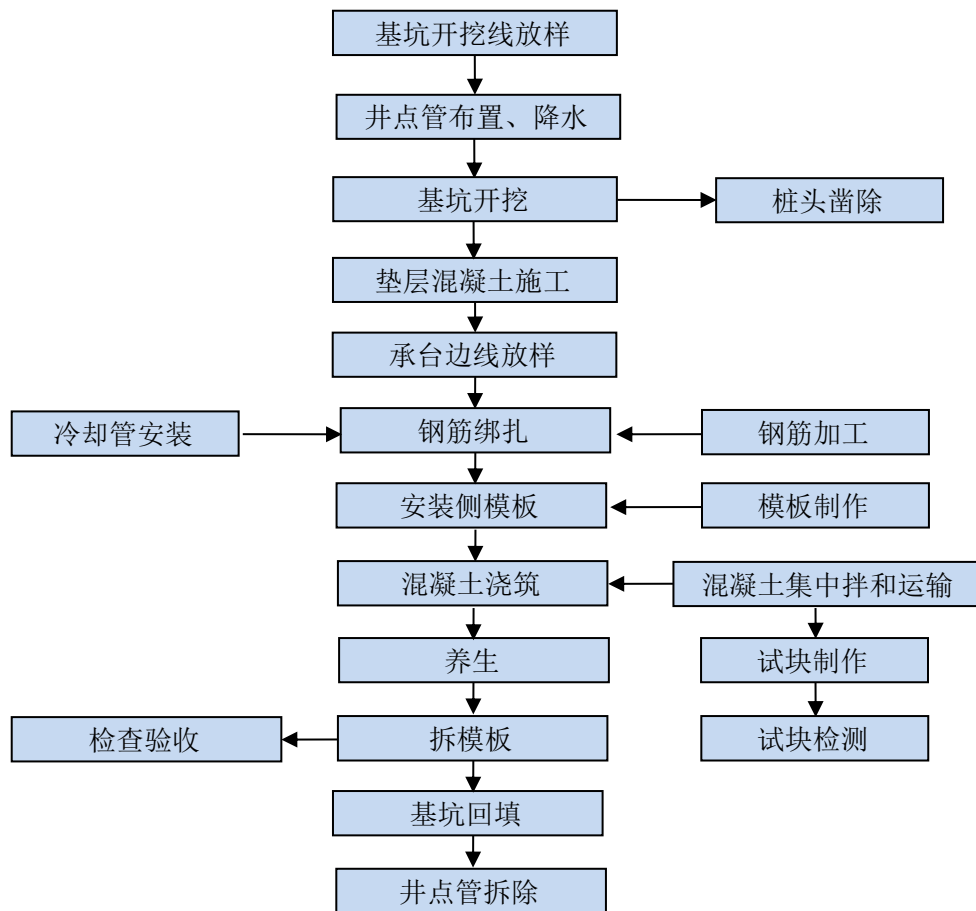 基坑开挖线放样
井点管布置、降水
基坑开挖
桩头凿除
垫层混凝土施工
承台边线放样
冷却管安装
钢筋绑扎
钢筋加工
安装侧模板
模板制作
混凝土浇筑
混凝土集中拌和运输
养生
试块制作
检查验收
拆模板
试块检测
基坑回填
井点管拆除